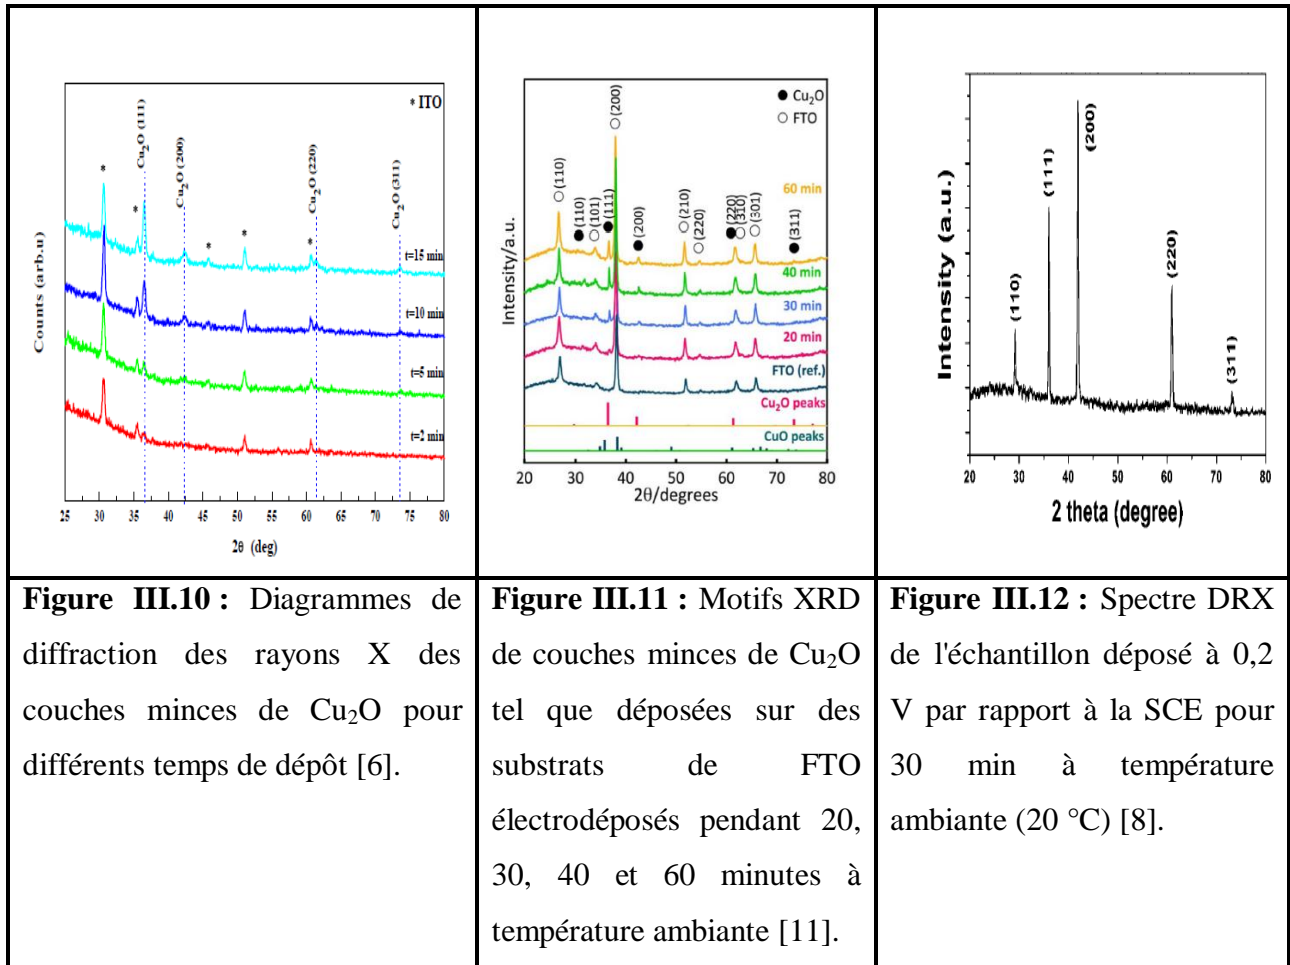 * ITO
Cu2O (111)
Cu2O (200)
Cu2O (220)
Cu2O (311)
*
*
*
*
*
t=15 min
t=10 min
t=5 min
t=2 min
Counts (arb.u)
25 30 35 40 45 50 55 60 65 70 75 80
2θ (deg)
● Cu₂O
○ FTO
○ (110)
● (110)
○ (101)
● (111)
○ (200)
● (200)
○ (210)
○ (220)
● (220)
○ (310)
○ (301)
● (311)
60 min
40 min
30 min
20 min
FTO (ref.)
Cu₂O peaks
CuO peaks
Intensity/a.u.
20 30 40 50 60 70 80
2θ/degrees
(110)
(111)
(200)
(220)
(311)
Intensity (a.u.)
20 30 40 50 60 70 80
2 theta (degree)
Figure III.10 : Diagrammes de
diffraction des rayons X des
couches minces de Cu₂O pour
différents temps de dépôt [6].
Figure III.11 : Motifs XRD
de couches minces de Cu₂O
tel que déposées sur des
substrats de FTO
électrodéposés pendant 20,
30, 40 et 60 minutes à
température ambiante [11].
Figure III.12 : Spectre DRX
de l'échantillon déposé à 0,2
V par rapport à la SCE pour
30 min à température
ambiante (20 °C) [8].